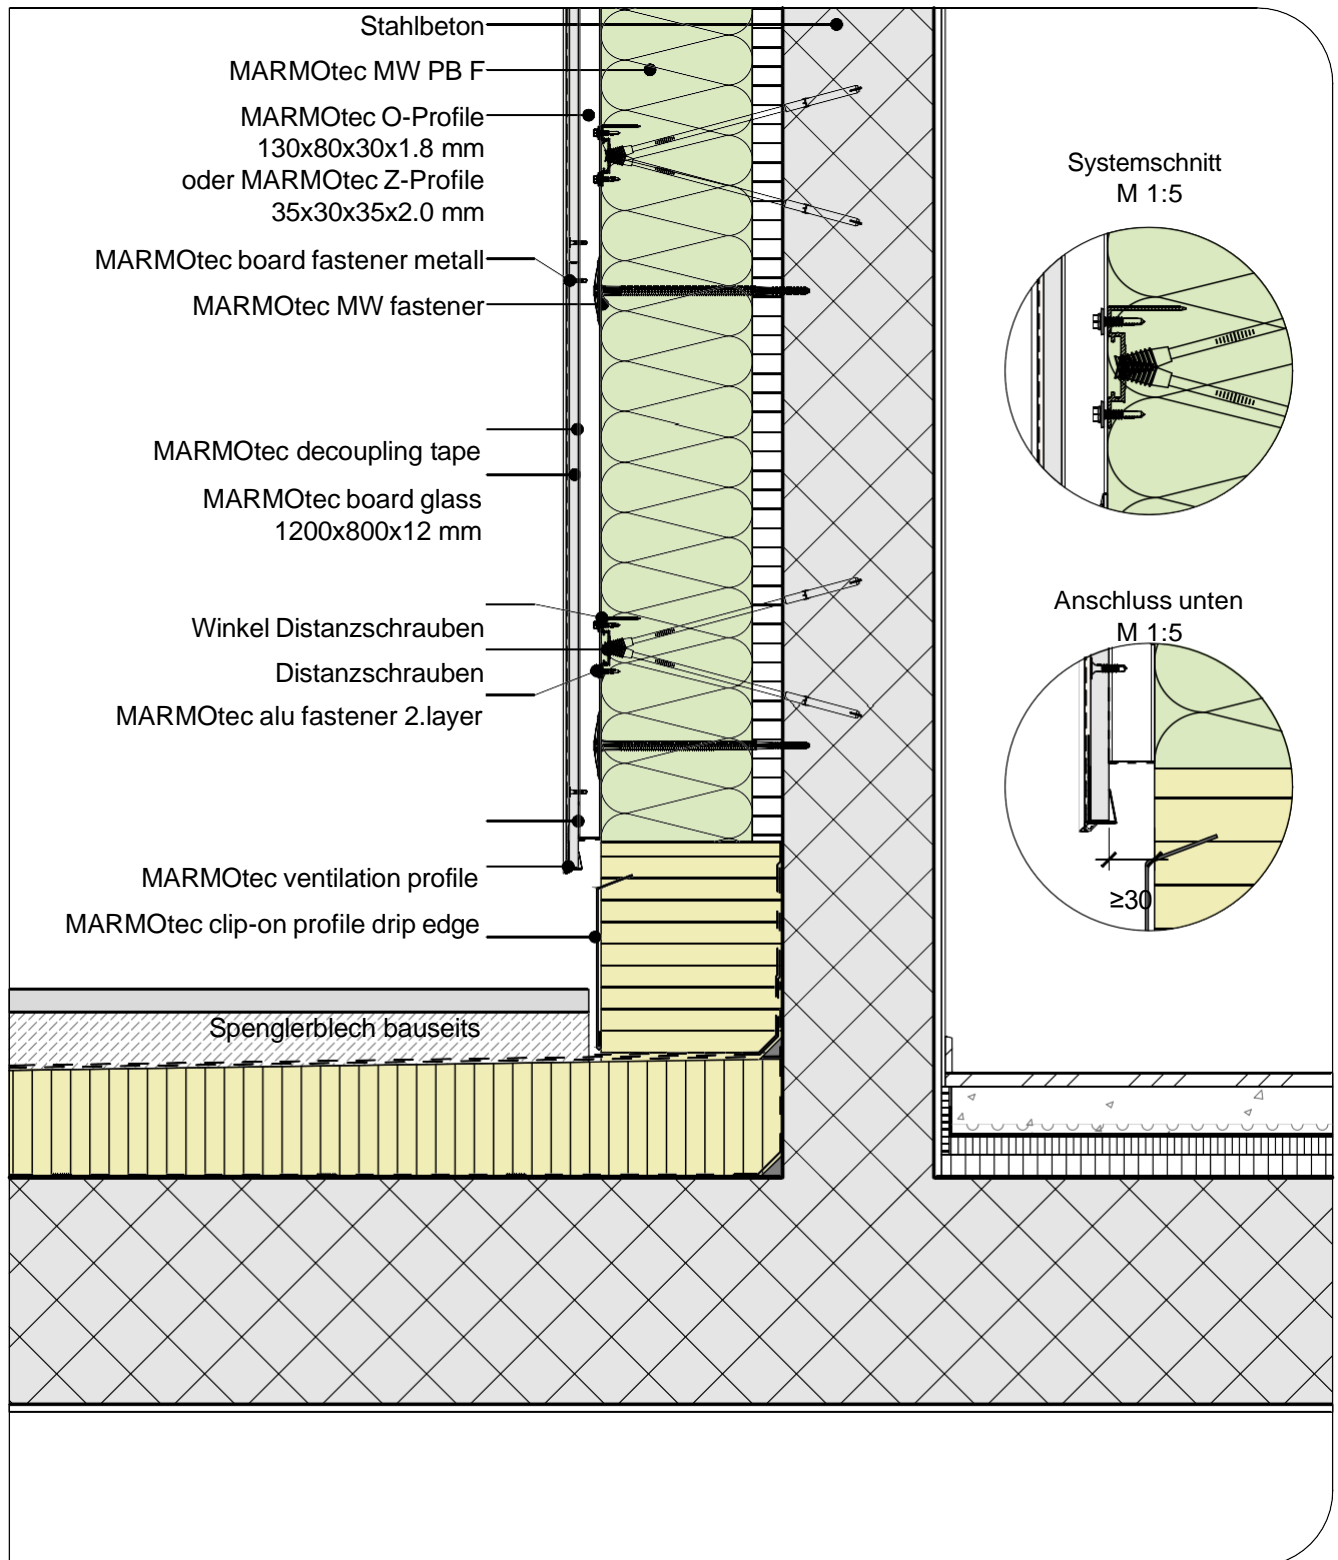 Stahlbeton
MARMOtec MW PB F
MARMOtec O-Profile
130x80x30x1.8 mm
oder MARMOtec Z-Profile
35x30x35x2.0 mm
MARMOtec board fastener metall
MARMOtec MW fastener
MARMOtec decoupling tape
MARMOtec board glass
1200x800x12 mm
Winkel Distanzschrauben
Distanzschrauben
MARMOtec alu fastener 2.layer
MARMOtec ventilation profile
MARMOtec clip-on profile drip edge
Spenglerblech bauseits
Systemschnitt
M 1:5
Anschluss unten
M 1:5
≥30